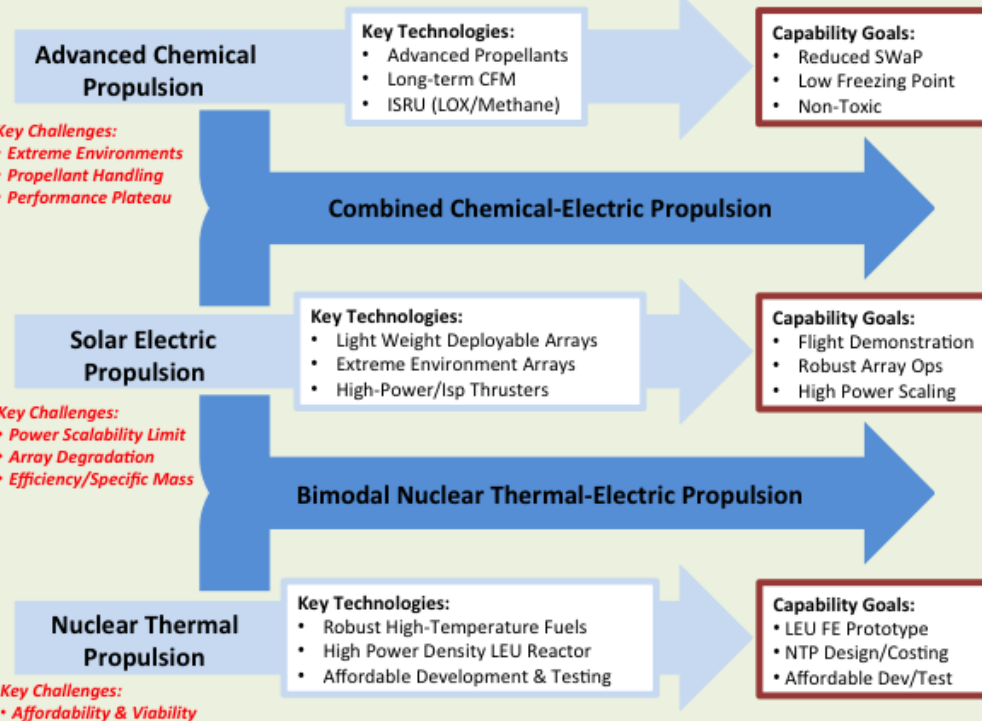 Advanced Chemical
Propulsion
Key Technologies:
• Advanced Propellants
• Long-term CFM
• ISRU (LOX/Methane)
Capability Goals:
• Reduced SWaP
• Low Freezing Point
• Non-Toxic
Key Challenges:
• Extreme Environments
• Propellant Handling
• Performance Plateau
Combined Chemical-Electric Propulsion
Solar Electric
Propulsion
Key Technologies:
• Light Weight Deployable Arrays
• Extreme Environment Arrays
• High-Power/Isp Thrusters
Capability Goals:
• Flight Demonstration
• Robust Array Ops
• High Power Scaling
Key Challenges:
• Power Scalability Limit
• Array Degradation
• Efficiency/Specific Mass
Bimodal Nuclear Thermal-Electric Propulsion
Nuclear Thermal
Propulsion
Key Technologies:
• Robust High-Temperature Fuels
• High Power Density LEU Reactor
• Affordable Development & Testing
Capability Goals:
• LEU FE Prototype
• NTP Design/Costing
• Affordable Dev/Test
Key Challenges:
• Affordability & Viability